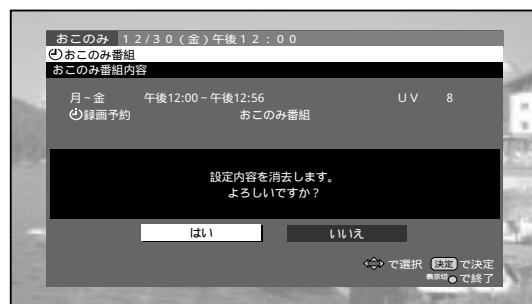 おこのみ 12/30(金)午後12:00
おこのみ番組
おこのみ番組内容
月~金 午後12:00~午後12:56 UV 8
録画予約 おこのみ番組
設定内容を消去します。
よろしいですか?
はい いいえ
で選択 決定 で決定
表示切 で終了